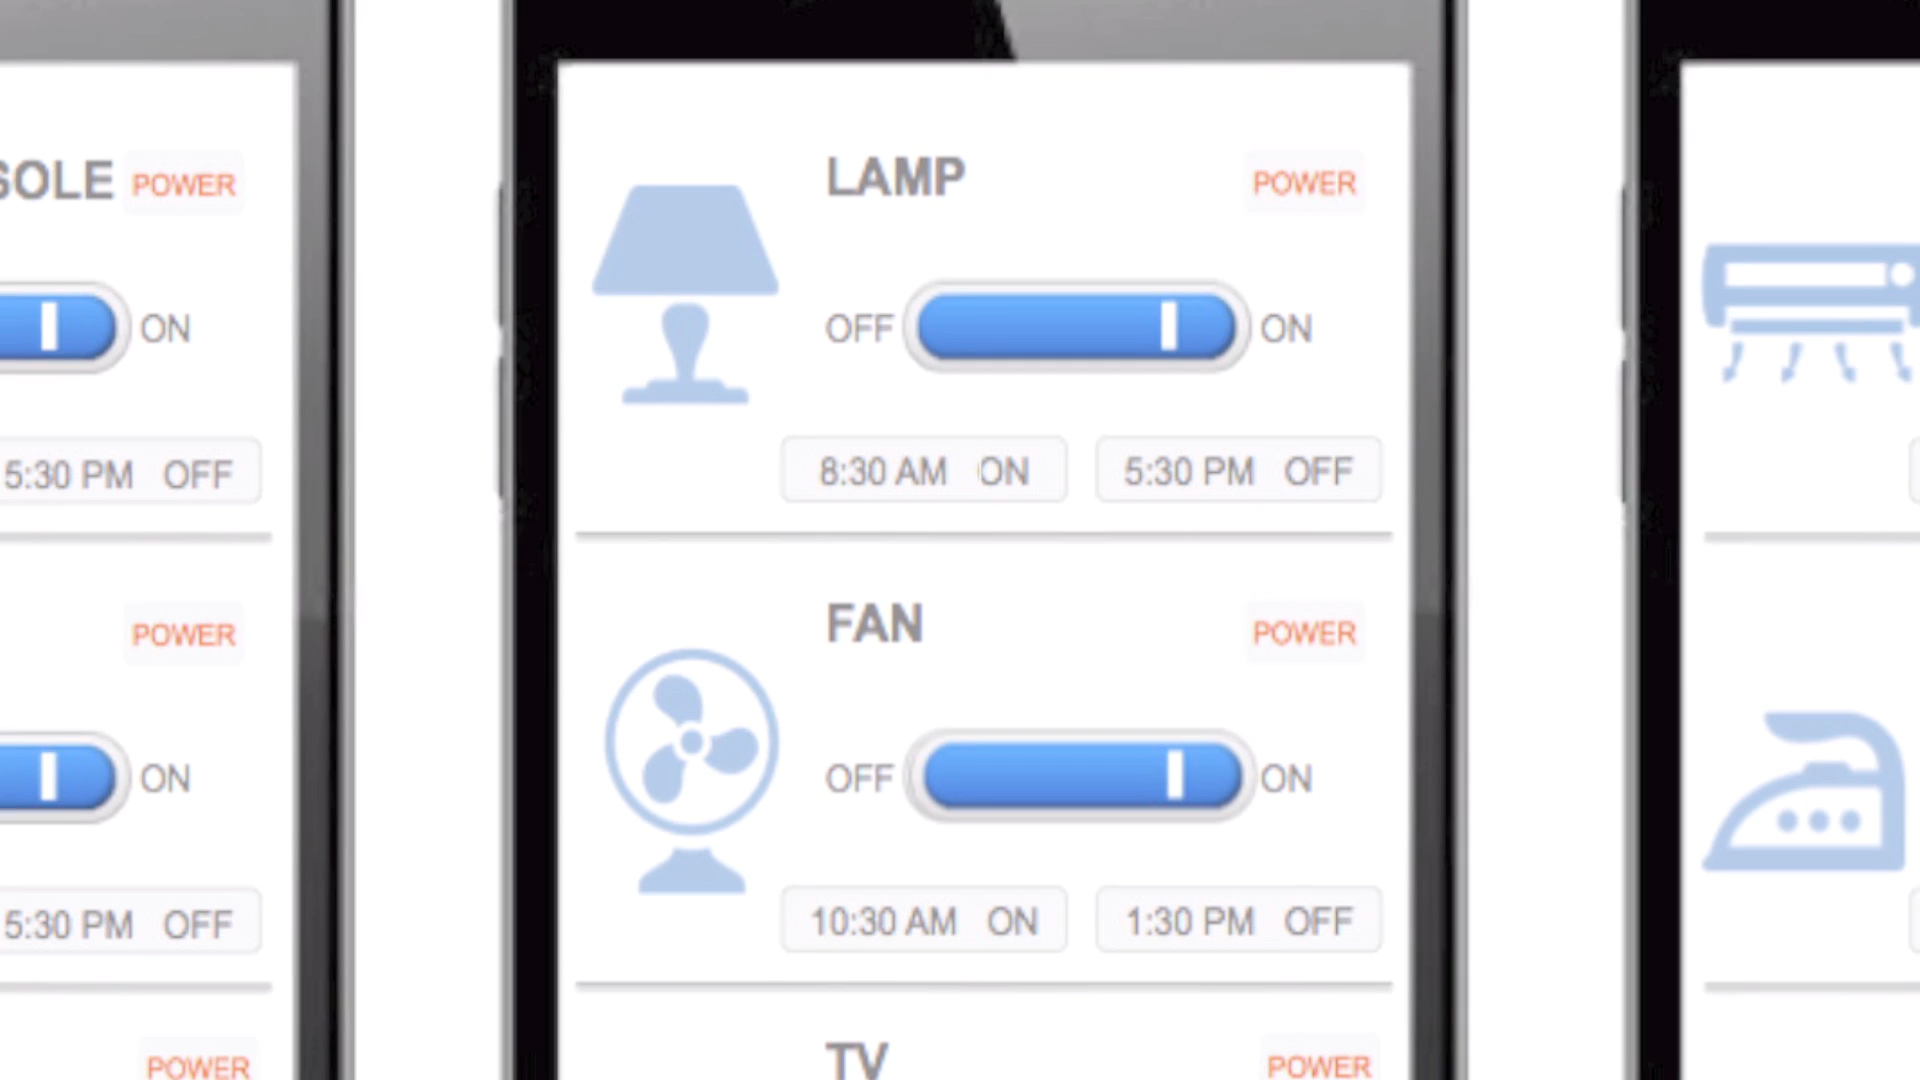 SOLE POWER
ON
5:30 PM OFF
POWER
ON
5:30 PM OFF
POWER
LAMP POWER
OFF ON
8:30 AM ON 5:30 PM OFF
FAN POWER
OFF ON
10:30 AM ON 1:30 PM OFF
TV POWER